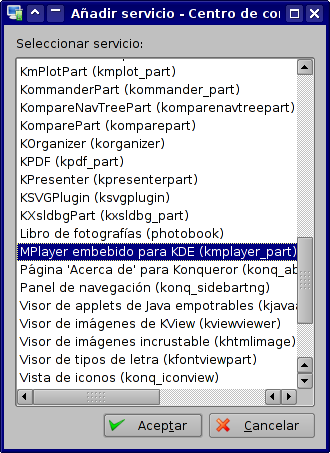 Añadir servicio - Centro de co
Seleccionar servicio:
KmPlotPart (kmplot_part)
KommanderPart (kommander_part)
KompareNavTreePart (komparenavtreepart)
KomparePart (komparepart)
KOrganizer (korganizer)
KPDF (kpdf_part)
KPresenter (kpresenterpart)
KSVGPlugin (ksvgplugin)
KXsldbgPart (kxsldbg_part)
Libro de fotografías (photobook)
MPlayer embebido para KDE (kmplayer_part)
Página 'Acerca de' para Konqueror (konq_ab
Panel de navegación (konq_sidebartng)
Visor de applets de Java empotrables (kjava
Visor de imágenes de KView (kviewviewer)
Visor de imágenes incrustable (khtmlimage)
Visor de tipos de letra (kfontviewpart)
Vista de iconos (konq_iconview)
Aceptar
Cancelar